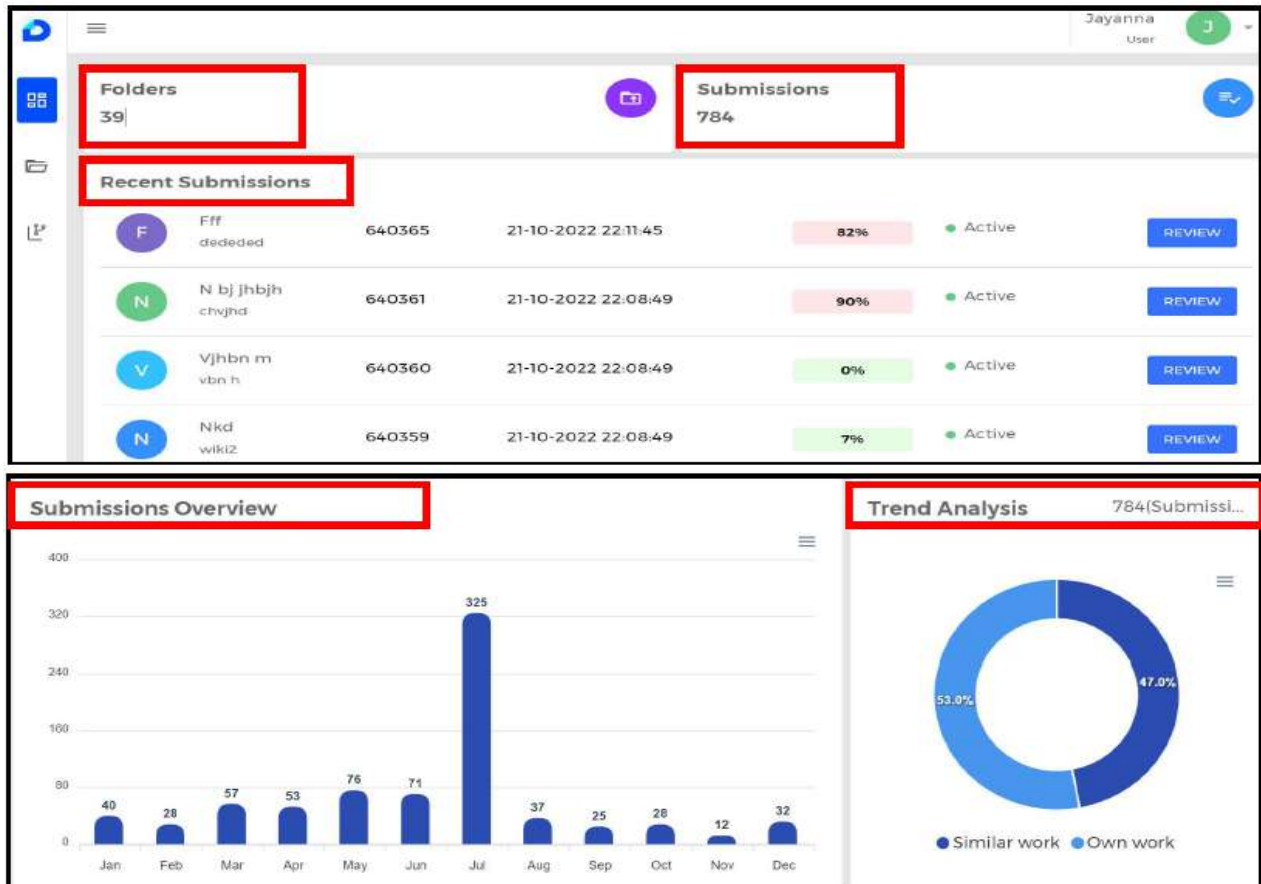 Jayanna
User
J
Folders
39
Submissions
784
Recent Submissions
F Fff 640365 21-10-2022 22:11:45 82% Active REVIEW
dededed
N N bj jhbjh 640361 21-10-2022 22:08:49 90% Active REVIEW
chvjhd
V Vjhbn m 640360 21-10-2022 22:08:49 0% Active REVIEW
vbn h
N Nkd 640359 21-10-2022 22:08:49 7% Active REVIEW
wiki2
Submissions Overview
400
320
240
160
80
0
40 28 57 53 76 71 325 37 25 28 12 32
Jan Feb Mar Apr May Jun Jul Aug Sep Oct Nov Dec
Trend Analysis 784(Submissi...
47.0%
53.0%
Similar work Own work